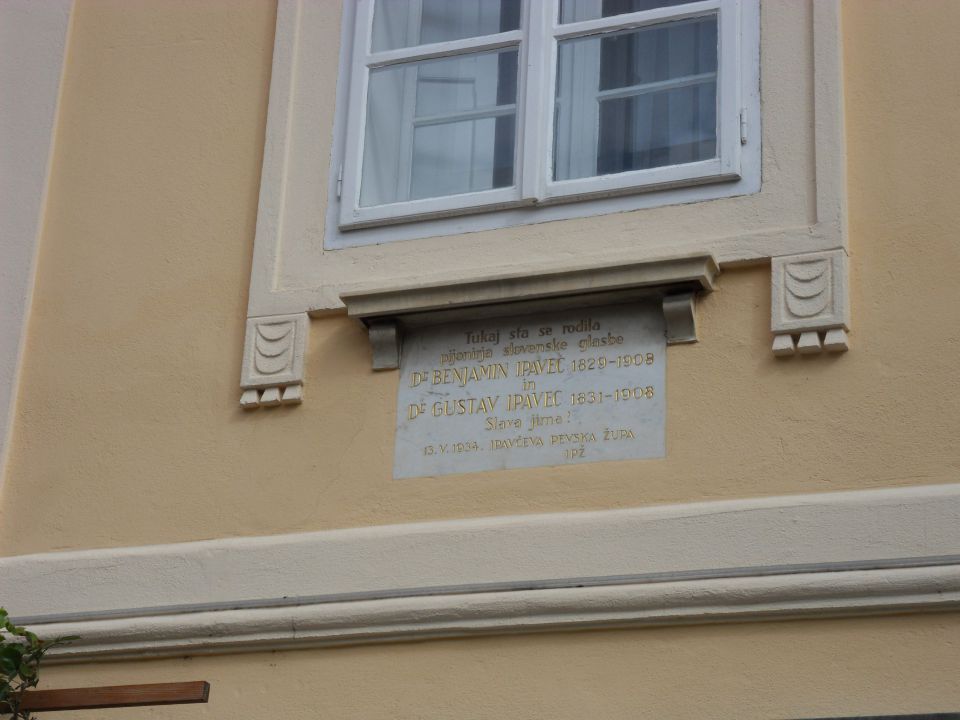 Tukaj sta se rodila
pijonirja slovenske glasbe
Dr BENJAMIN IPAVEC 1829-1908
in
Dr GUSTAV IPAVEC 1831-1908
Slava jima!
13.V.1934. IPAVČEVA PEVSKA ŽUPA
IPŽ